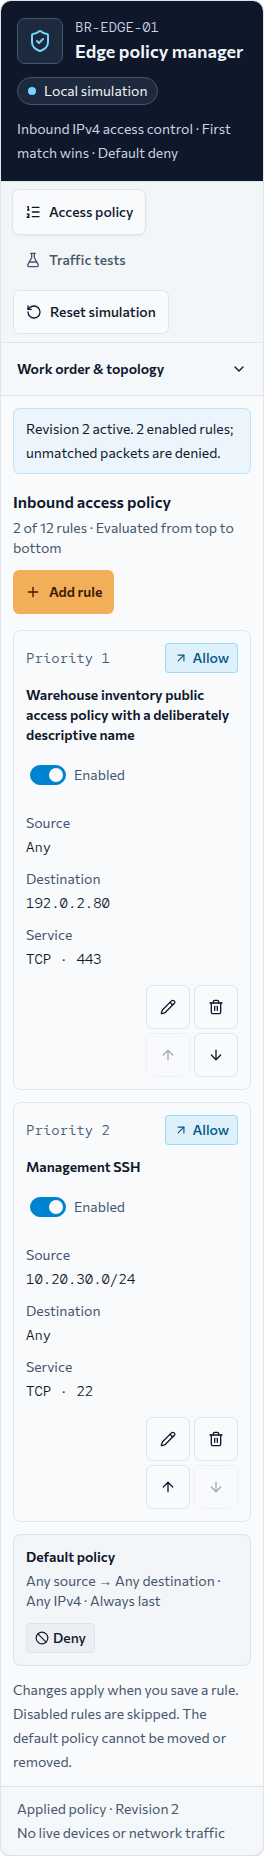 BR-EDGE-01
Edge policy manager
Local simulation
Inbound IPv4 access control · First
match wins · Default deny
Access policy
Traffic tests
Reset simulation
Work order & topology
Revision 2 active. 2 enabled rules;
unmatched packets are denied.
Inbound access policy
2 of 12 rules · Evaluated from top to
bottom
Add rule
Priority 1
Allow
Warehouse inventory public
access policy with a deliberately
descriptive name
Enabled
Source
Any
Destination
192.0.2.80
Service
TCP · 443
Priority 2
Allow
Management SSH
Enabled
Source
10.20.30.0/24
Destination
Any
Service
TCP · 22
Default policy
Any source → Any destination ·
Any IPv4 · Always last
Deny
Changes apply when you save a rule.
Disabled rules are skipped. The
default policy cannot be moved or
removed.
Applied policy · Revision 2
No live devices or network traffic